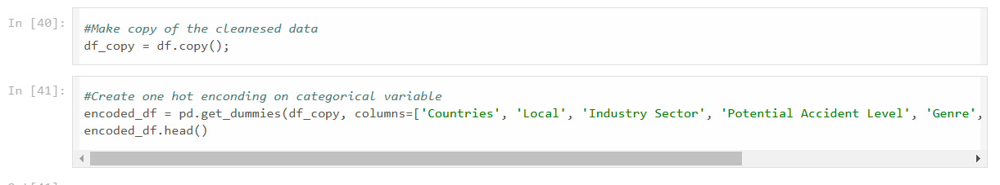 In [40]:
#Make copy of the cleanesed data
df_copy = df.copy();
In [41]:
#Create one hot enconding on categorical variable
encoded_df = pd.get_dummies(df_copy, columns=['Countries', 'Local', 'Industry Sector', 'Potential Accident Level', 'Genre',
encoded_df.head()